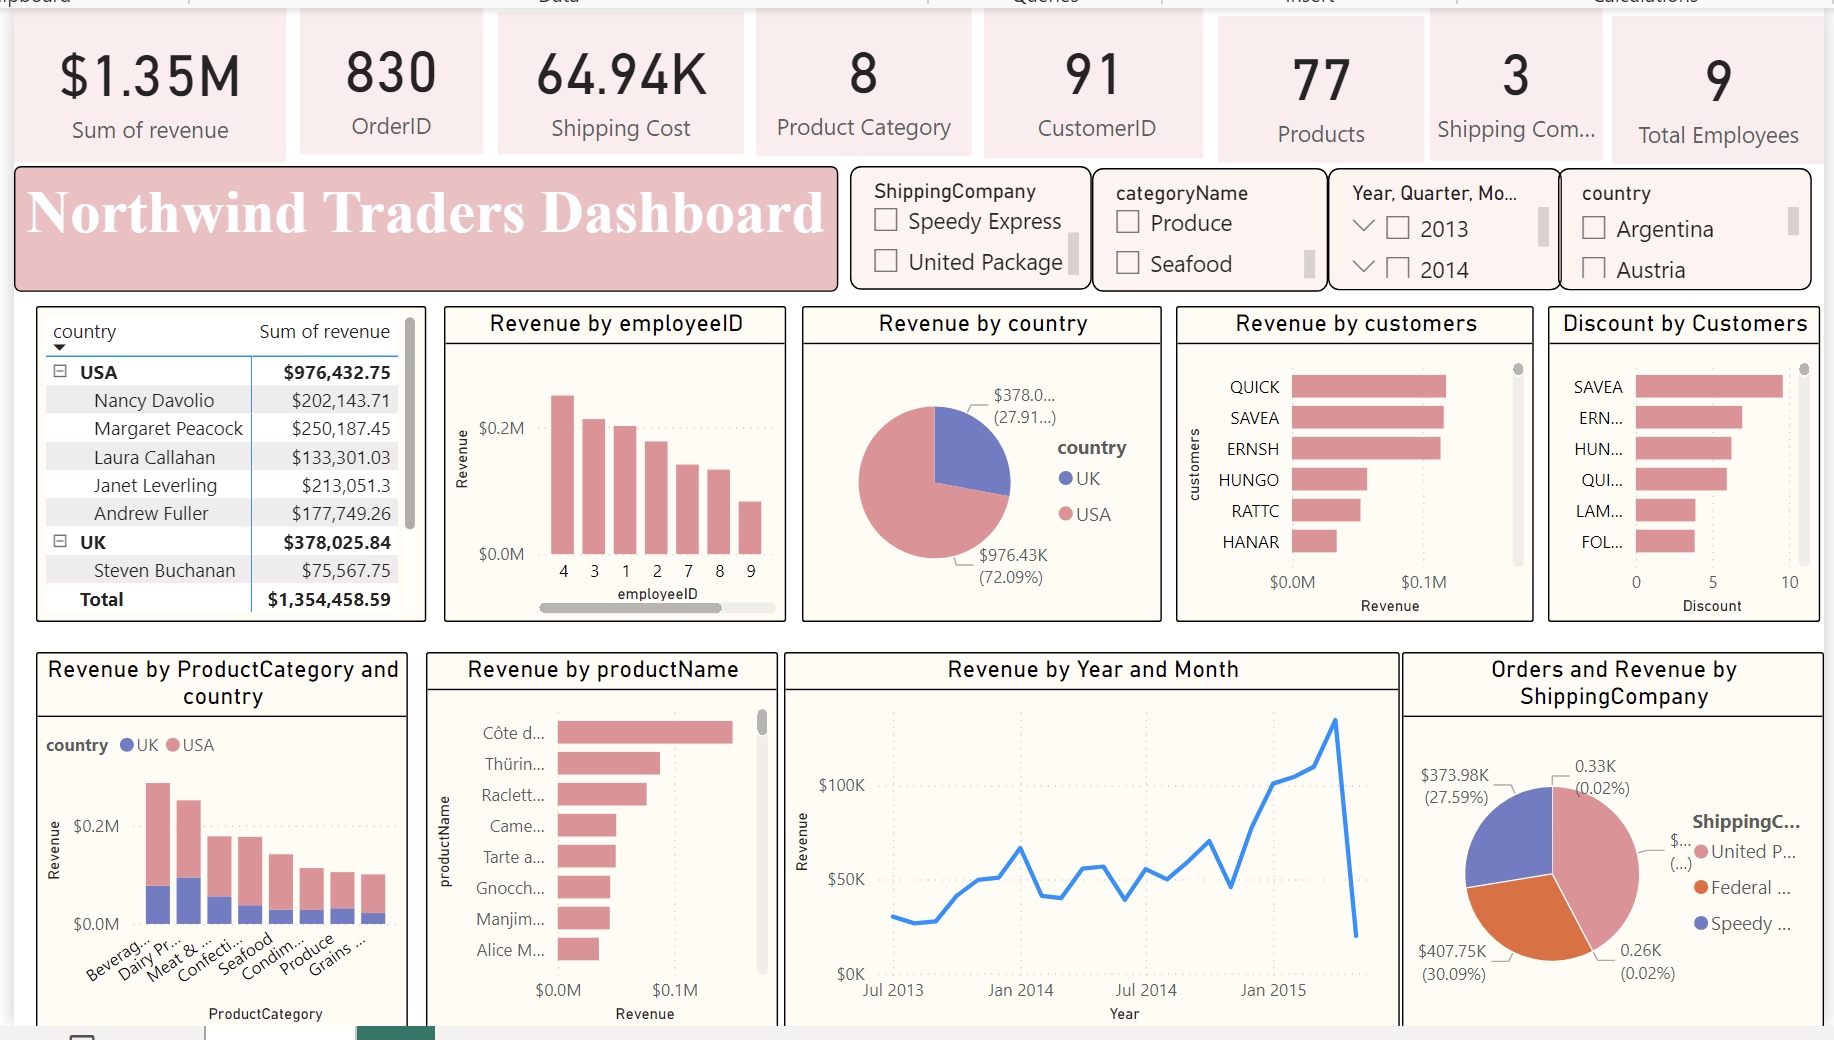 Data
Queries
Insert
Calculations
$1.35M
Sum of revenue
830
OrderID
64.94K
Shipping Cost
8
Product Category
91
CustomerID
77
Products
3
Shipping Com...
9
Total Employees
Northwind Traders Dashboard
ShippingCompany
Speedy Express
United Package
categoryName
Produce
Seafood
Year, Quarter, Mo...
2013
2014
country
Argentina
Austria
country Sum of revenue
USA $976,432.75
Nancy Davolio $202,143.71
Margaret Peacock $250,187.45
Laura Callahan $133,301.03
Janet Leverling $213,051.3
Andrew Fuller $177,749.26
UK $378,025.84
Steven Buchanan $75,567.75
Total $1,354,458.59
Revenue by employeeID
Revenue
$0.2M
$0.0M
4 3 1 2 7 8 9
employeeID
Revenue by country
$378.0...
(27.91...)
country
UK
USA
$976.43K
(72.09%)
Revenue by customers
customers
QUICK
SAVEA
ERNSH
HUNGO
RATTC
HANAR
$0.0M $0.1M
Revenue
Discount by Customers
SAVEA
ERN...
HUN...
QUI...
LAM...
FOL...
0 5 10
Discount
Revenue by ProductCategory and
country
country UK USA
Revenue
$0.2M
$0.0M
Beverag...
Dairy Pr...
Meat & ...
Confecti...
Seafood
Condim...
Produce
Grains ...
ProductCategory
Revenue by productName
productName
Côte d...
Thürin...
Raclett...
Came...
Tarte a...
Gnocch...
Manjim...
Alice M...
$0.0M $0.1M
Revenue
Revenue by Year and Month
Revenue
$100K
$50K
$0K
Jul 2013 Jan 2014 Jul 2014 Jan 2015
Year
Orders and Revenue by
ShippingCompany
$373.98K
(27.59%)
0.33K
(0.02%)
$...
(...)
ShippingC...
United P...
Federal ...
Speedy ...
$407.75K
(30.09%)
0.26K
(0.02%)